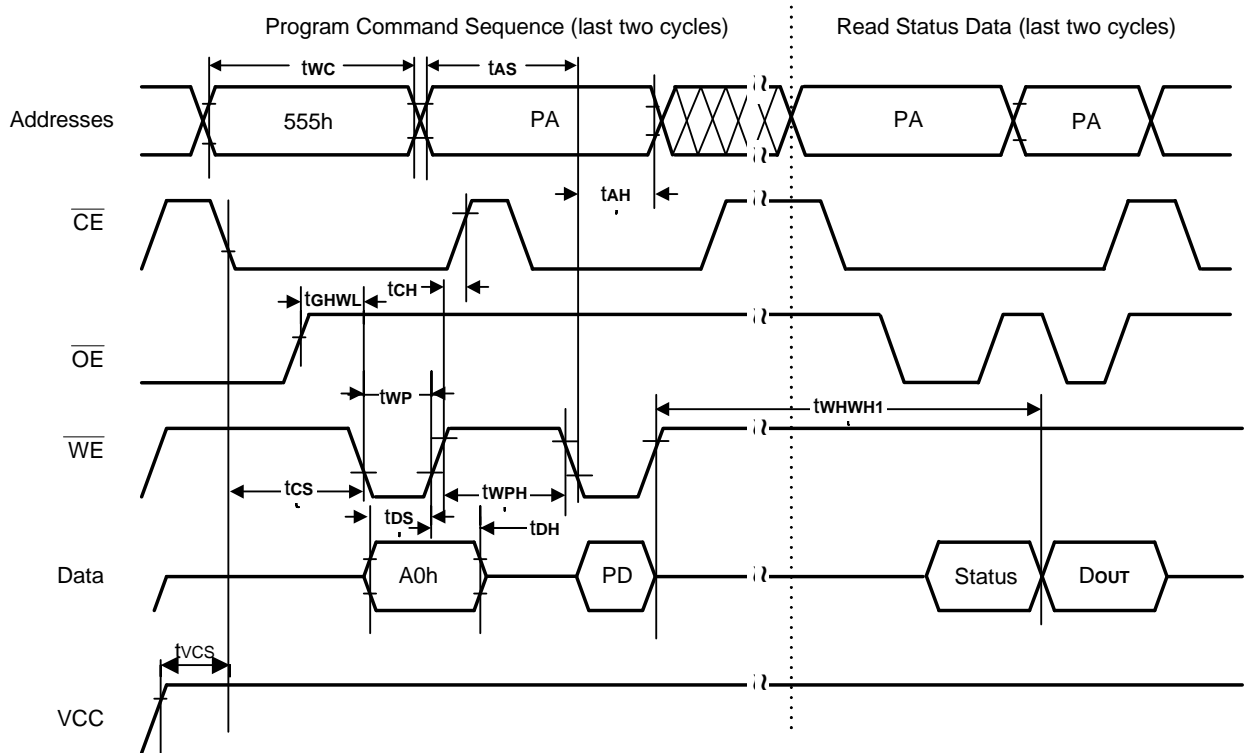 Program Command Sequence (last two cycles)
Read Status Data (last two cycles)
tWC
tAS
Addresses
555h
PA
PA
PA
tAH
CE
tCH
tGHWL
OE
tWP
tWHWH1
WE
tCS
tWPH
tDS
tDH
Data
A0h
PD
Status
DOUT
tVCS
VCC